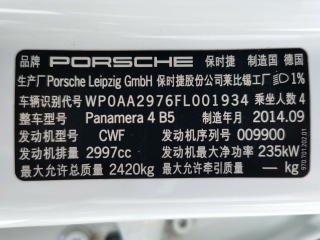 品牌 PORSCHE 保时捷 制造国 德国
生产厂 Porsche Leipzig GmbH 保时捷股份公司莱比锡工厂 1%
车辆识别代号 WP0AA2976FL001934 乘坐人数 4
整车型号 Panamera 4 B5 制造年月 2014.09
发动机型号 CWF 发动机序列号 009900
发动机排量 2997cc 发动机最大净功率 235kW
最大允许总质量 2420kg 最大允许牵引质量 — kg
970.701.202.01